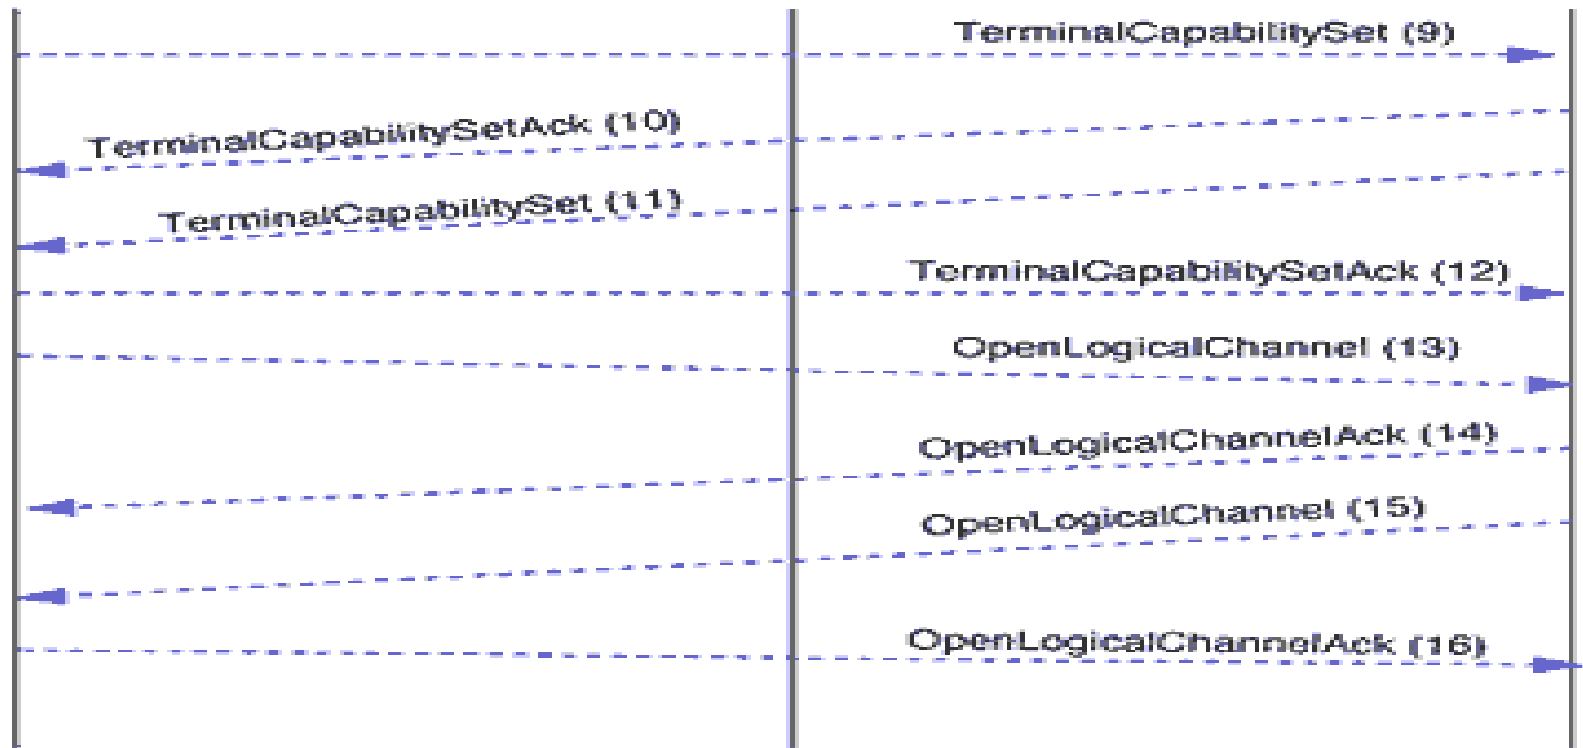 TerminalCapabilitySet (9)
TerminalCapabilitySetAck (10)
TerminalCapabilitySet (11)
TerminalCapabilitySetAck (12)
OpenLogicalChannel (13)
OpenLogicalChannelAck (14)
OpenLogicalChannel (15)
OpenLogicalChannelAck (16)